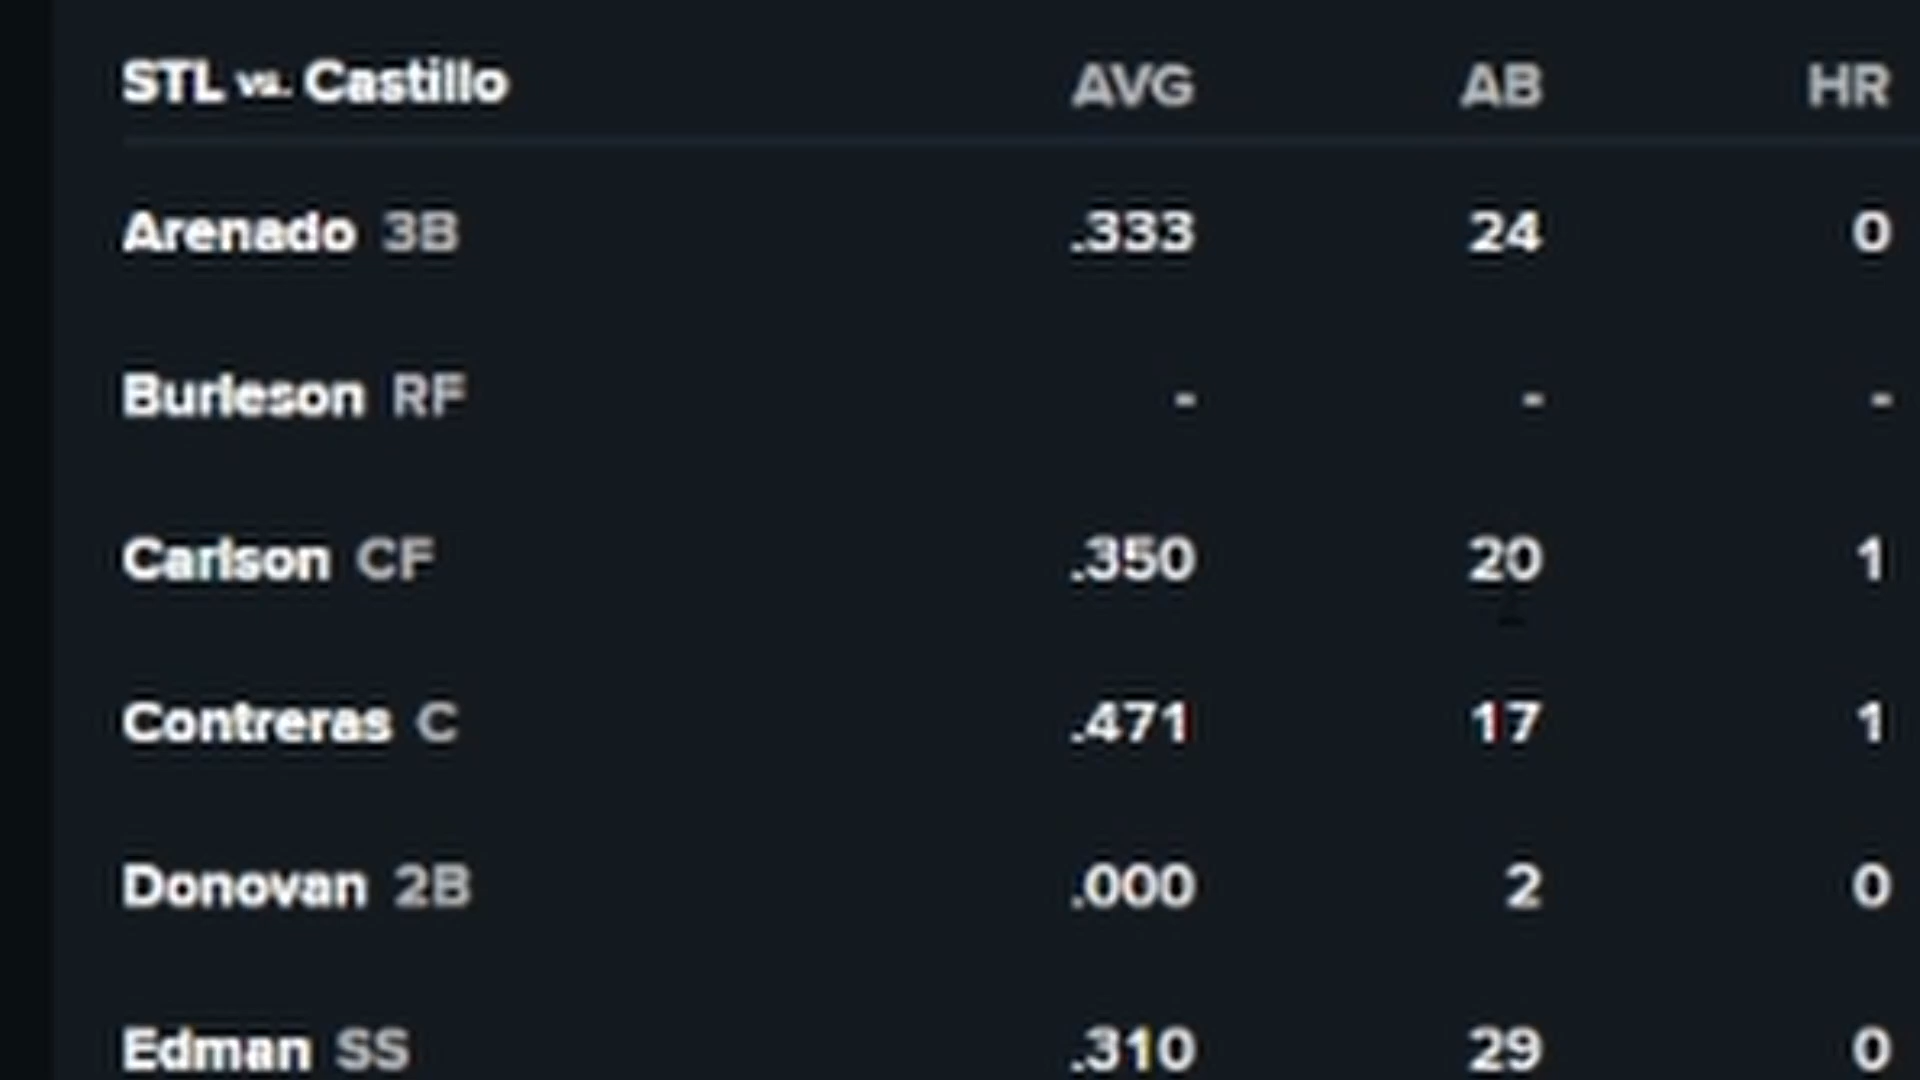 STL vs. Castillo AVG AB HR
Arenado 3B .333 24 0
Burleson RF - - -
Carlson CF .350 20 1
Contreras C .471 17 1
Donovan 2B .000 2 0
Edman SS .310 29 0